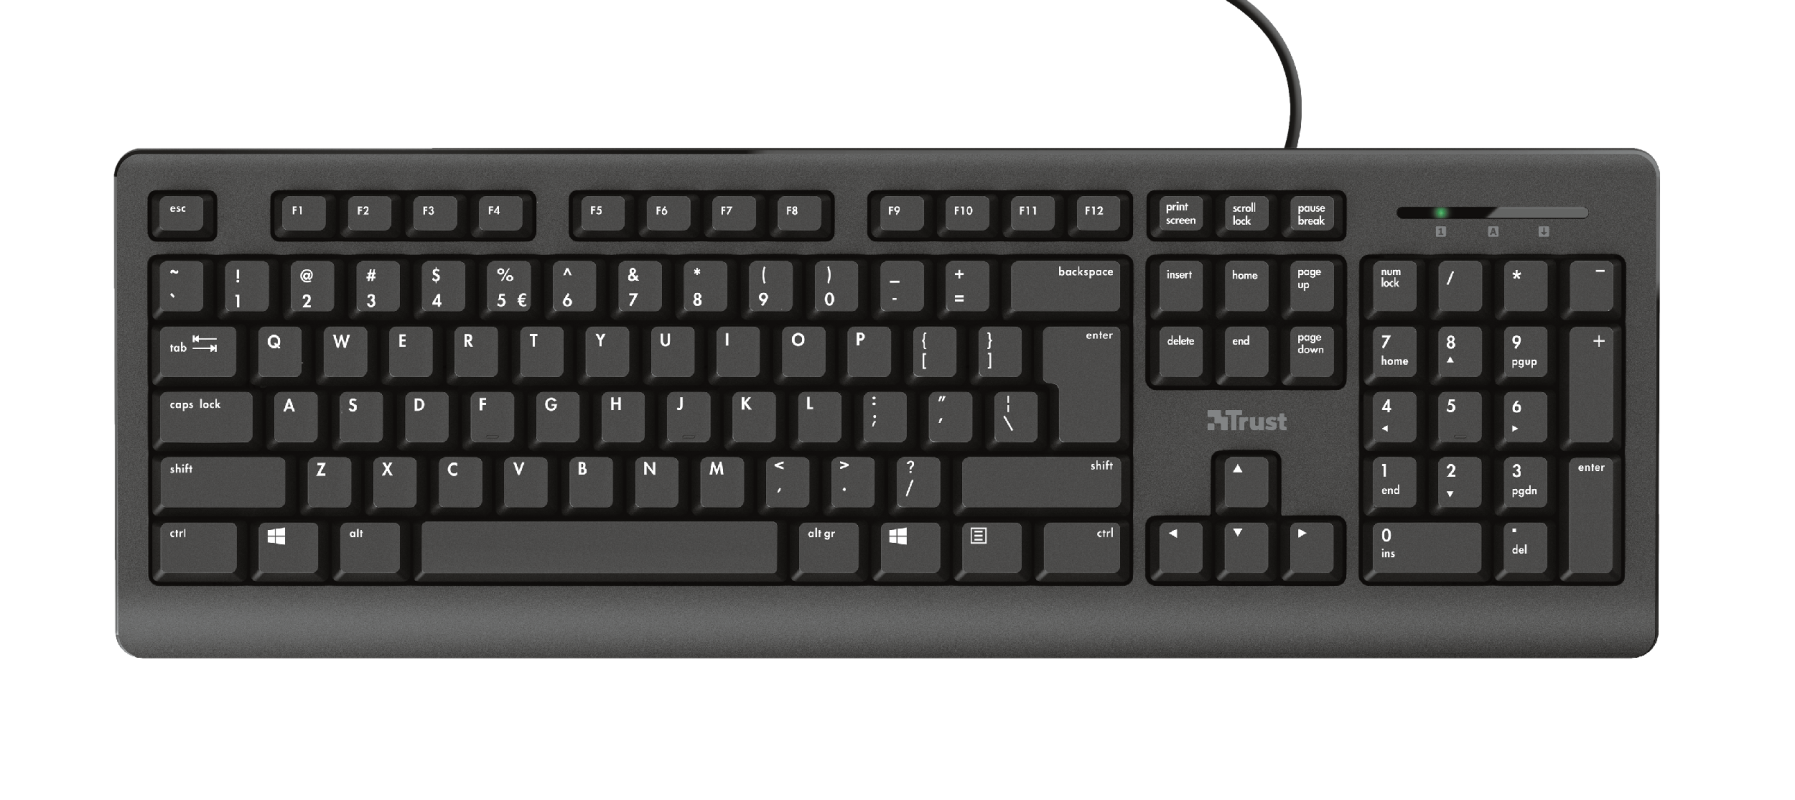 esc F1 F2 F3 F4 F5 F6 F7 F8 F9 F10 F11 F12 print screen scroll lock pause break
1 A ↓
~ ` ! 1 @ 2 # 3 $ 4 % 5 € ^ 6 & 7 * 8 ( 9 ) 0 _ - + = backspace insert home page up num lock / * −
tab Q W E R T Y U I O P { [ } ] enter delete end page down 7 home 8 ▲ 9 pgup +
caps lock A S D F G H J K L : ; " ' ¦ \ Trust 4 ◄ 5 6 ►
shift Z X C V B N M < , > . ? / shift ▲ 1 end 2 ▼ 3 pgdn enter
ctrl alt alt gr ctrl ◄ ▼ ► 0 ins . del